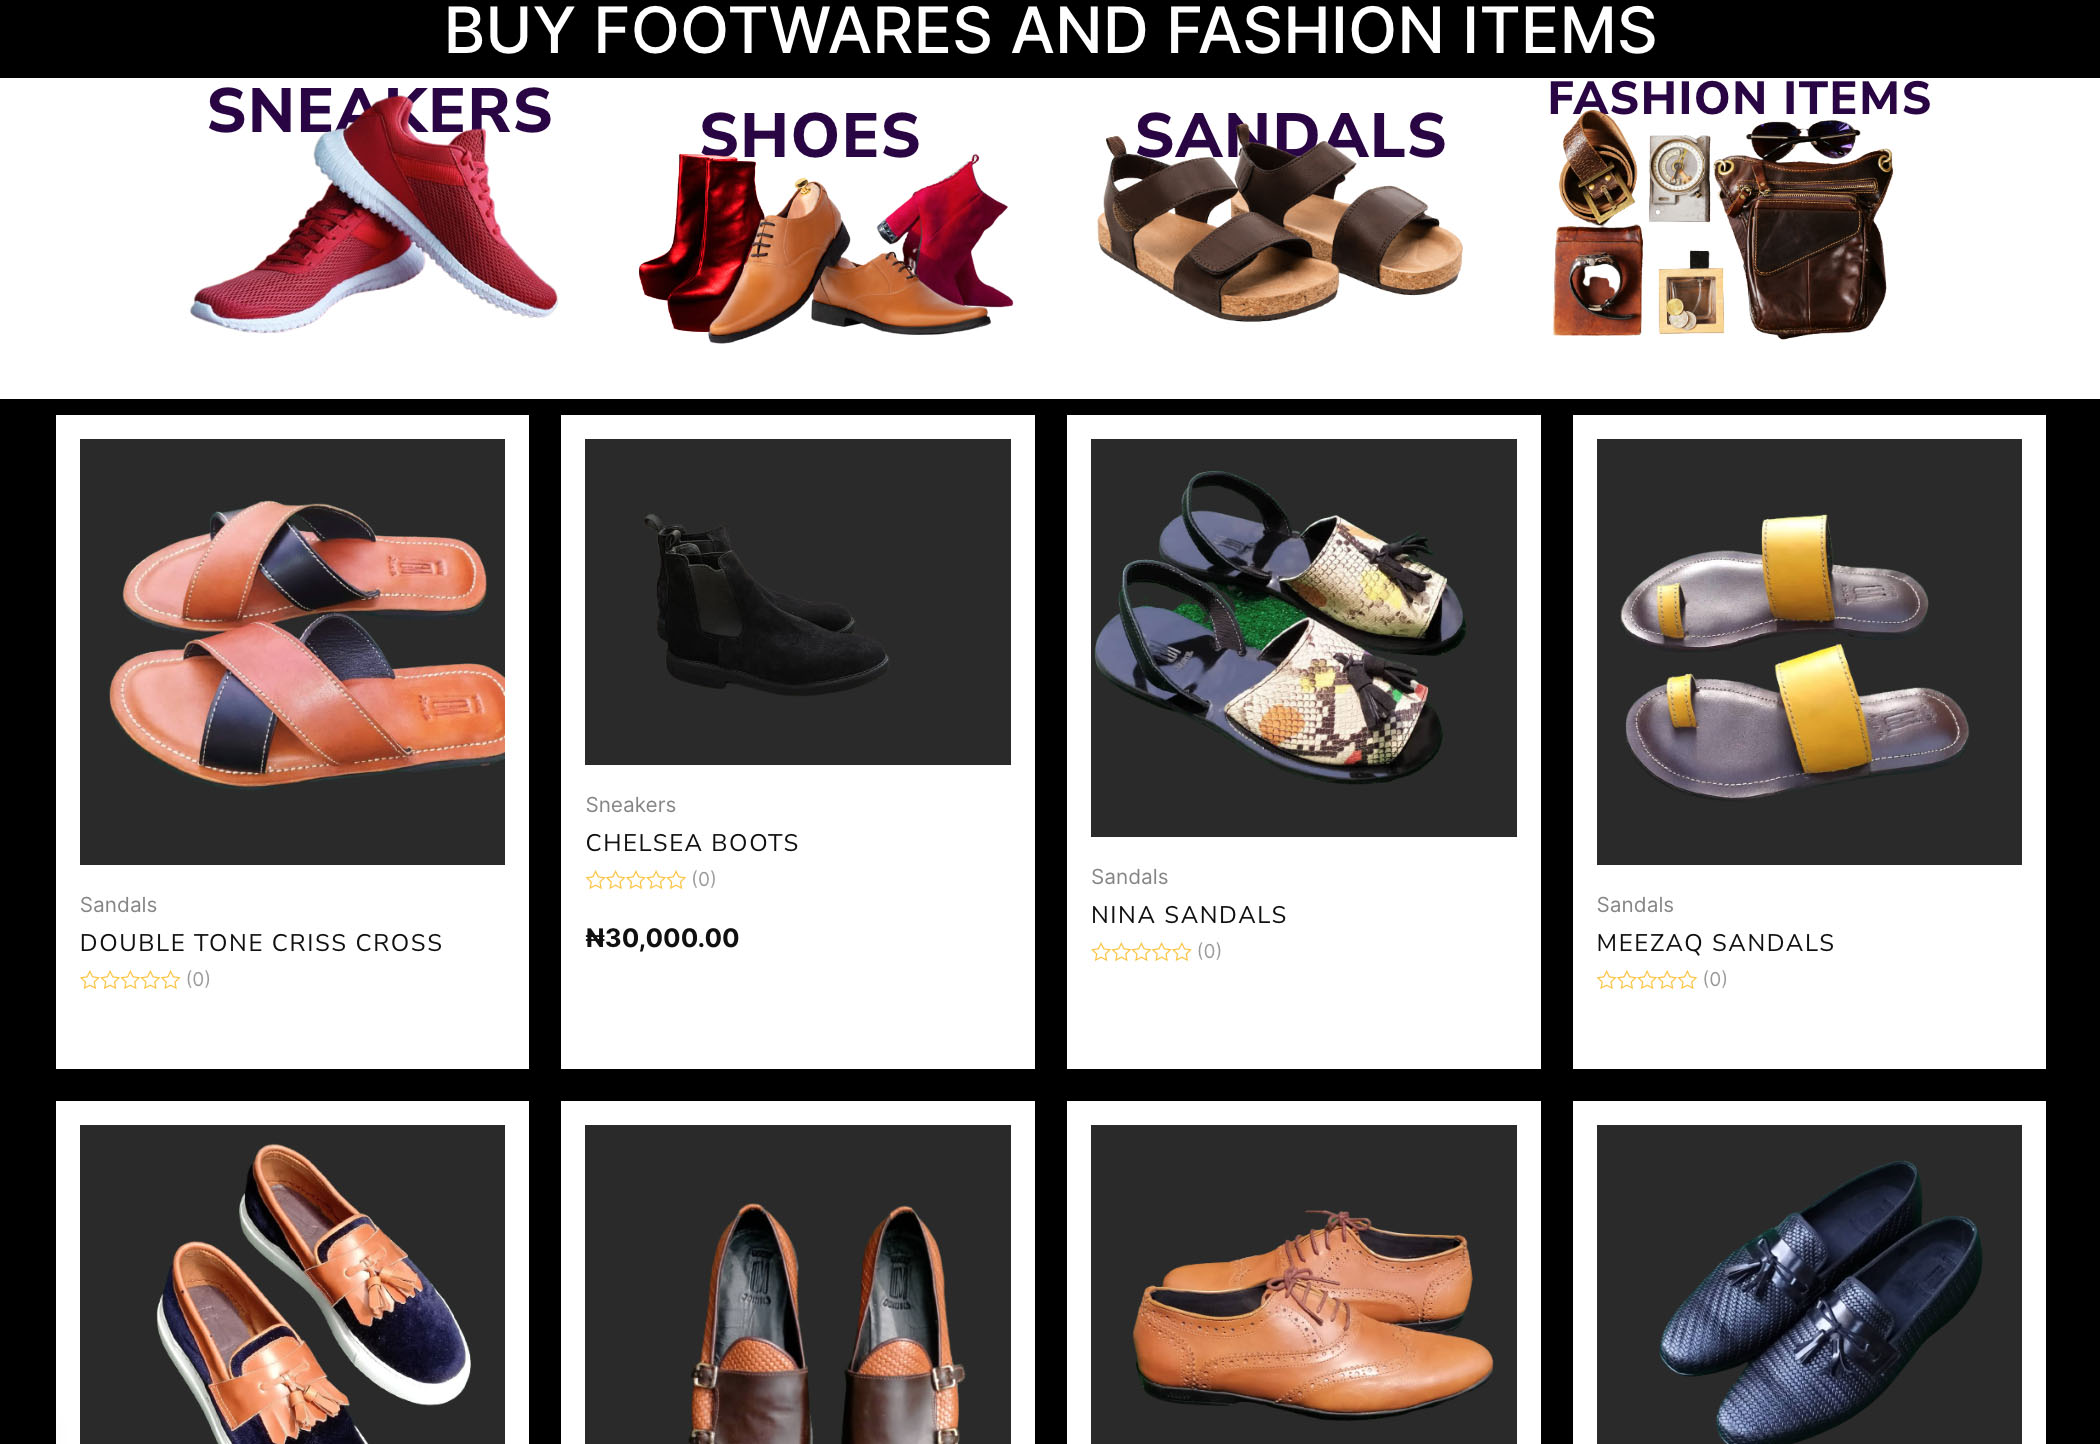 BUY FOOTWARES AND FASHION ITEMS
SNEAKERS
SHOES
SANDALS
FASHION ITEMS
Sandals
DOUBLE TONE CRISS CROSS
(0)
Sneakers
CHELSEA BOOTS
(0)
₦30,000.00
Sandals
NINA SANDALS
(0)
Sandals
MEEZAQ SANDALS
(0)